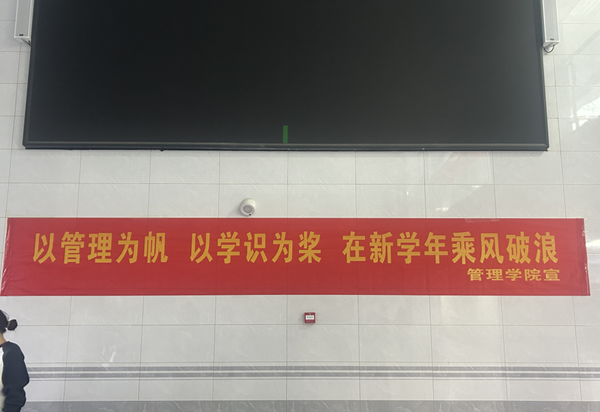 以管理为帆 以学识为桨 在新学年乘风破浪
管理学院宣